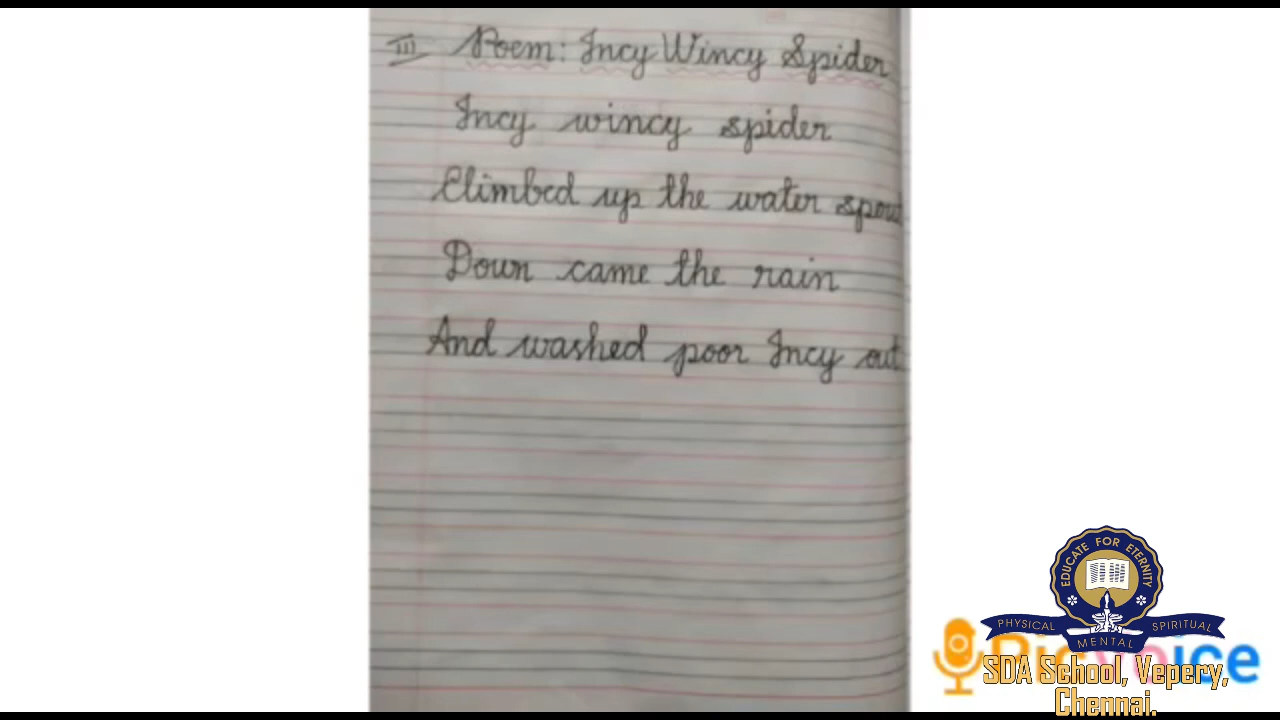 III Poem: Incy Wincy Spider
Incy wincy spider
Climbed up the water spout
Down came the rain
And washed poor Incy out
EDUCATE FOR ETERNITY
PHYSICAL MENTAL SPIRITUAL
SDA School, Vepery,
Chennai.